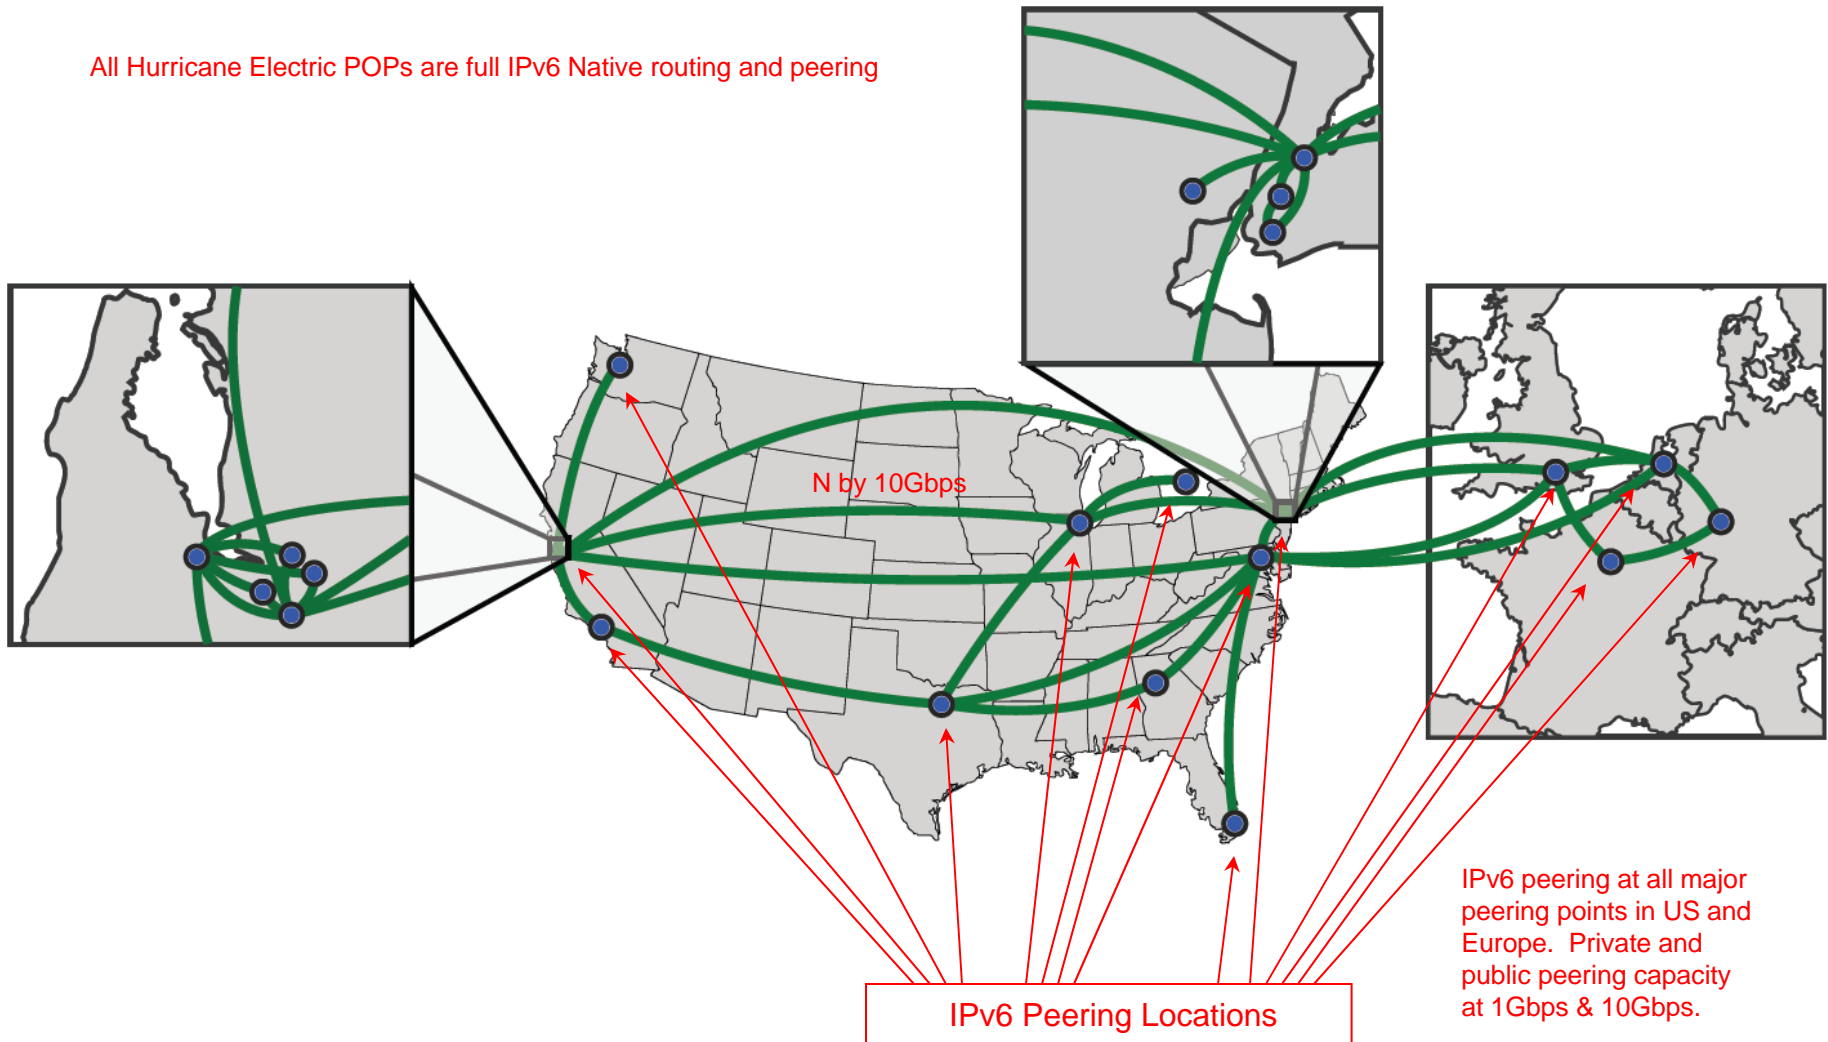 All Hurricane Electric POPs are full IPv6 Native routing and peering
N by 10Gbps
IPv6 peering at all major
peering points in US and
Europe.  Private and
public peering capacity
at 1Gbps & 10Gbps.
IPv6 Peering Locations